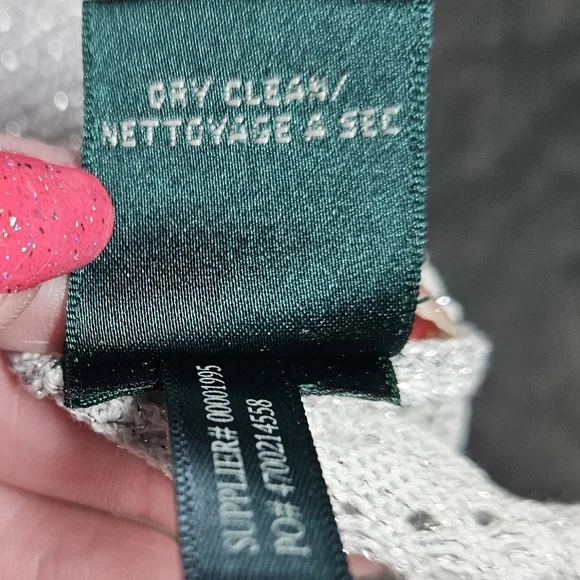 DRY CLEAN/
NETTOYAGE A SEC
SUPPLIER# 00001995
PO# 4700214558